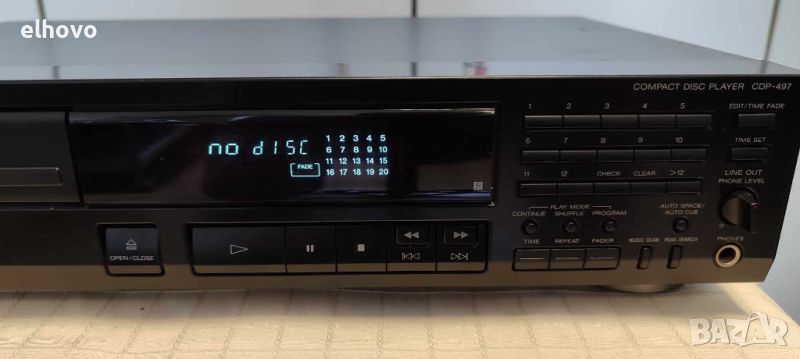 elhovo
COMPACT DISC PLAYER CDP-497
1 2 3 4 5
EDIT/TIME FADE
no dISC
1 2 3 4 5
6 7 8 9 10
11 12 13 14 15
16 17 18 19 20
FADE
6 7 8 9 10
TIME SET
11 12 CHECK CLEAR >12
LINE OUT
PHONE LEVEL
PLAY MODE
CONTINUE SHUFFLE PROGRAM
AUTO SPACE/
AUTO CUE
0
TIME REPEAT FADER
MUSIC SCAN PEAK SEARCH
PHONES
OPEN/CLOSE
BAZAR